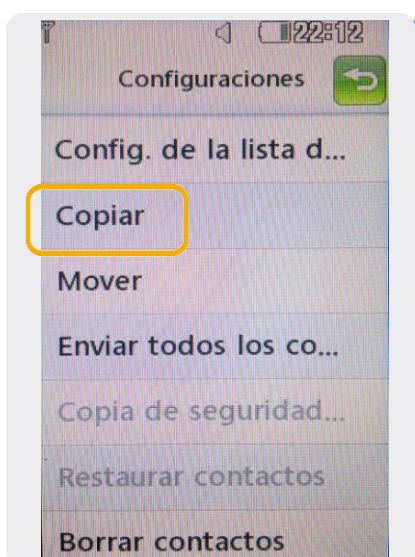 22:12
Configuraciones
Config. de la lista d...
Copiar
Mover
Enviar todos los co...
Copia de seguridad...
Restaurar contactos
Borrar contactos